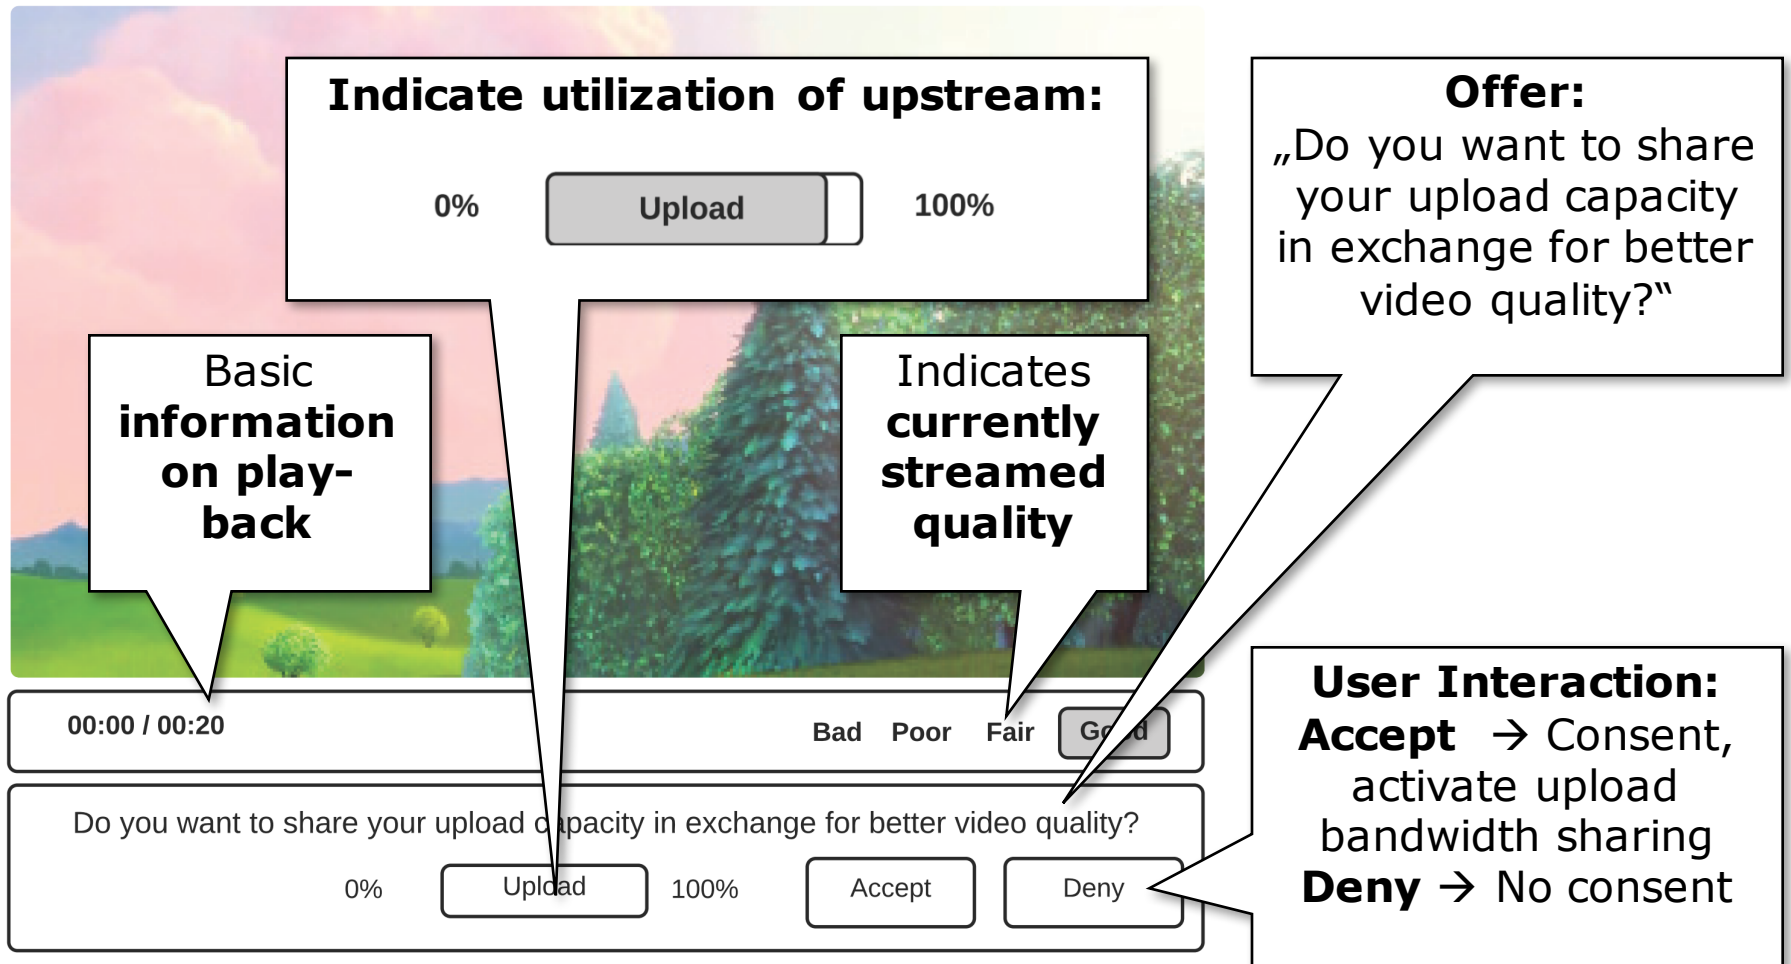 Indicate utilization of upstream:
0% Upload 100%
Offer:
„Do you want to share
your upload capacity
in exchange for better
video quality?“
Basic
information
on play-
back
Indicates
currently
streamed
quality
User Interaction:
Accept → Consent,
activate upload
bandwidth sharing
Deny → No consent
00:00 / 00:20 Bad Poor Fair Good
Do you want to share your upload capacity in exchange for better video quality?
0% Upload 100% Accept Deny